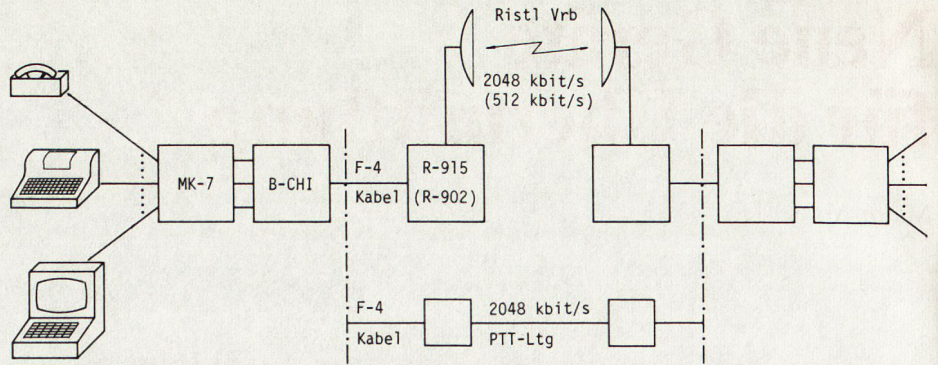 Ristl Vrb
2048 kbit/s
(512 kbit/s)
MK-7
B-CHI
F-4
Kabel
R-915
(R-902)
F-4
Kabel
2048 kbit/s
PTT-Ltg